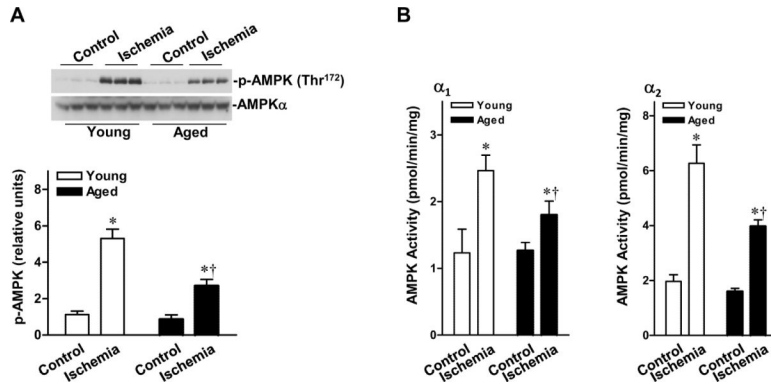 A
Control Ischemia Control Ischemia
-p-AMPK (Thr¹⁷²)
-AMPKα
Young Aged
Young
Aged
p-AMPK (relative units)
8
6
4
2
0
*
*†
Control Ischemia Control Ischemia
B
α₁
Young
Aged
AMPK Activity (pmol/min/mg)
3
2
1
0
*
*†
Control Ischemia Control Ischemia
α₂
Young
Aged
AMPK Activity (pmol/min/mg)
8
6
4
2
0
*
*†
Control Ischemia Control Ischemia